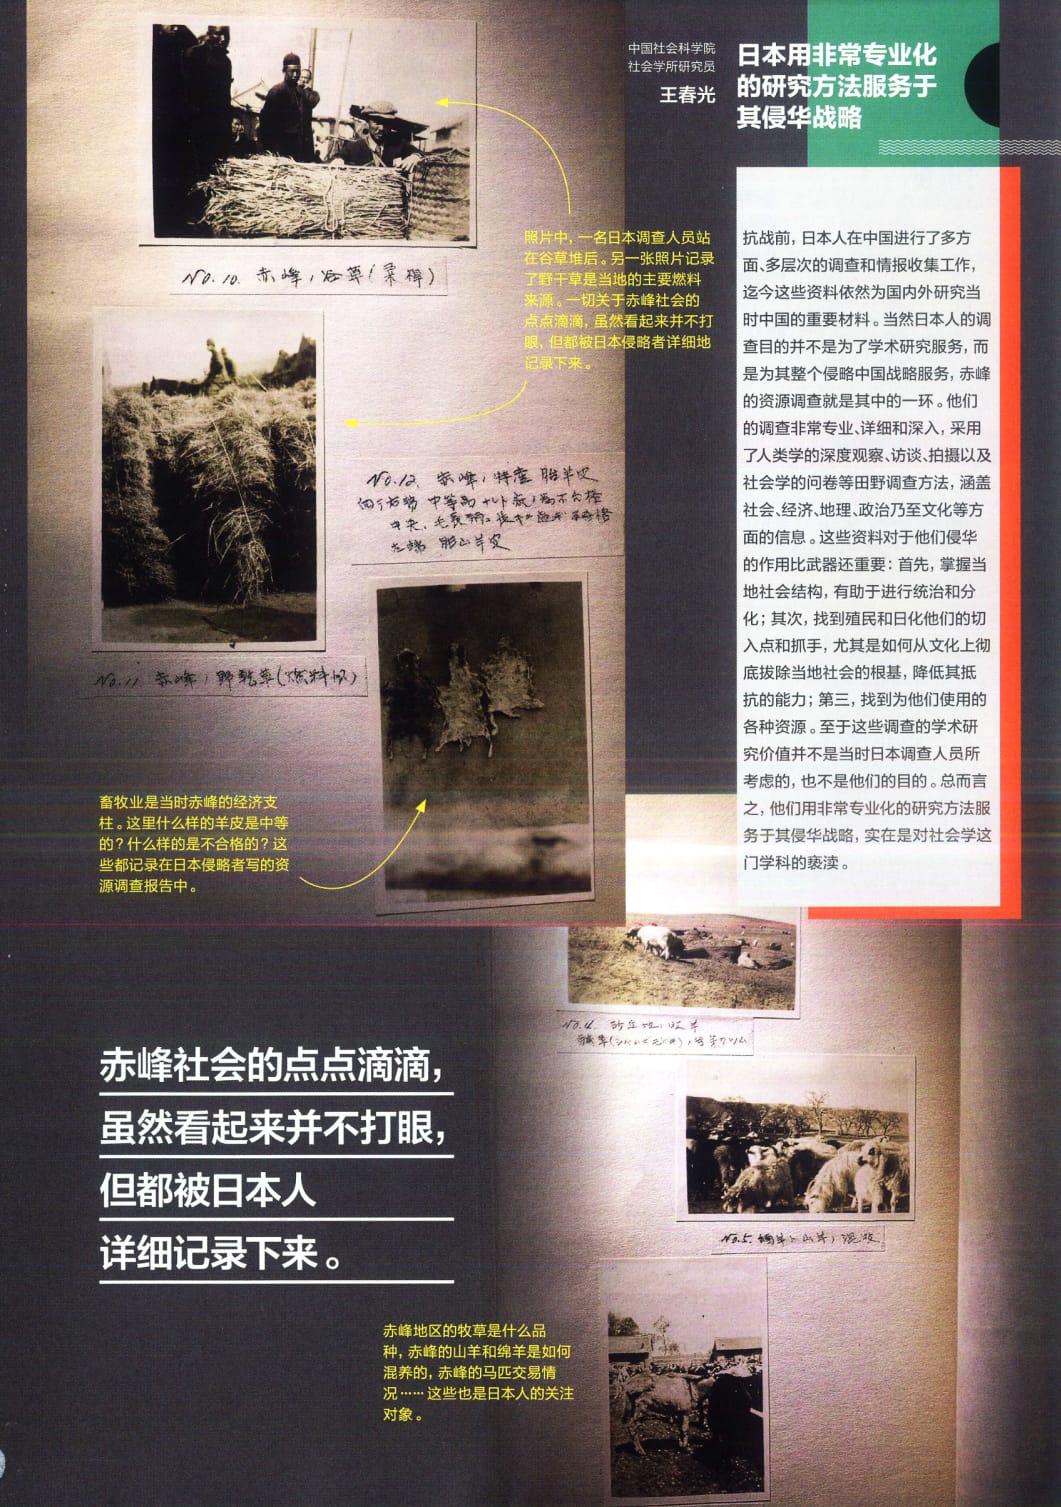 中国社会科学院
社会学所研究员
王春光
日本用非常专业化
的研究方法服务于
其侵华战略
抗战前，日本人在中国进行了多方
面、多层次的调查和情报收集工作，
迄今这些资料依然为国内外研究当
时中国的重要材料。当然日本人的调
查目的并不是为了学术研究服务，而
是为其整个侵略中国战略服务，赤峰
的资源调查就是其中的一环。他们
的调查非常专业、详细和深入，采用
了人类学的深度观察、访谈、拍摄以及
社会学的问卷等田野调查方法，涵盖
社会、经济、地理、政治乃至文化等方
面的信息。这些资料对于他们侵华
的作用比武器还重要：首先，掌握当
地社会结构，有助于进行统治和分
化；其次，找到殖民和日化他们的切
入点和抓手，尤其是如何从文化上彻
底拔除当地社会的根基，降低其抵
抗的能力；第三，找到为他们使用的
各种资源。至于这些调查的学术研
究价值并不是当时日本调查人员所
考虑的，也不是他们的目的。总而言
之，他们用非常专业化的研究方法服
务于其侵华战略，实在是对社会学这
门学科的亵渎。
照片中，一名日本调查人员站
在谷草堆后。另一张照片记录
了野干草是当地的主要燃料
来源。一切关于赤峰社会的
点点滴滴，虽然看起来并不打
眼，但都被日本侵略者详细地
记录下来。
No.10. 赤峰，谷草
No.12. 赤峰，特産
No.11 赤峰，野乾草(燃料
畜牧业是当时赤峰的经济支
柱。这里什么样的羊皮是中等
的？什么样的是不合格的？这
些都记录在日本侵略者写的资
源调查报告中。
No.4.
No.5. 緬羊、山羊，混牧
赤峰社会的点点滴滴，
虽然看起来并不打眼，
但都被日本人
详细记录下来。
赤峰地区的牧草是什么品
种，赤峰的山羊和绵羊是如何
混养的，赤峰的马匹交易情
况……这些也是日本人的关注
对象。